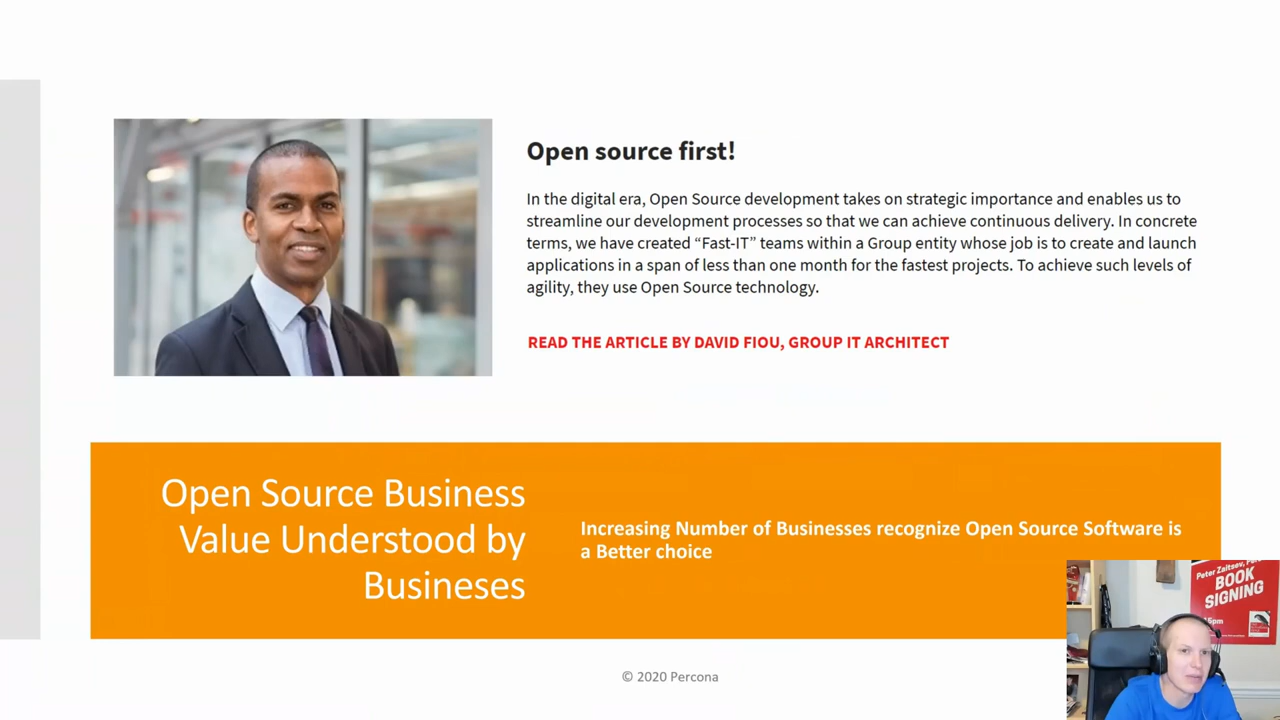 Open source first!
In the digital era, Open Source development takes on strategic importance and enables us to
streamline our development processes so that we can achieve continuous delivery. In concrete
terms, we have created “Fast-IT” teams within a Group entity whose job is to create and launch
applications in a span of less than one month for the fastest projects. To achieve such levels of
agility, they use Open Source technology.
READ THE ARTICLE BY DAVID FIOU, GROUP IT ARCHITECT
Open Source Business
Value Understood by
Busineses
Increasing Number of Businesses recognize Open Source Software is
a Better choice
Peter Zaitsev,
BOOK
SIGNING
© 2020 Percona